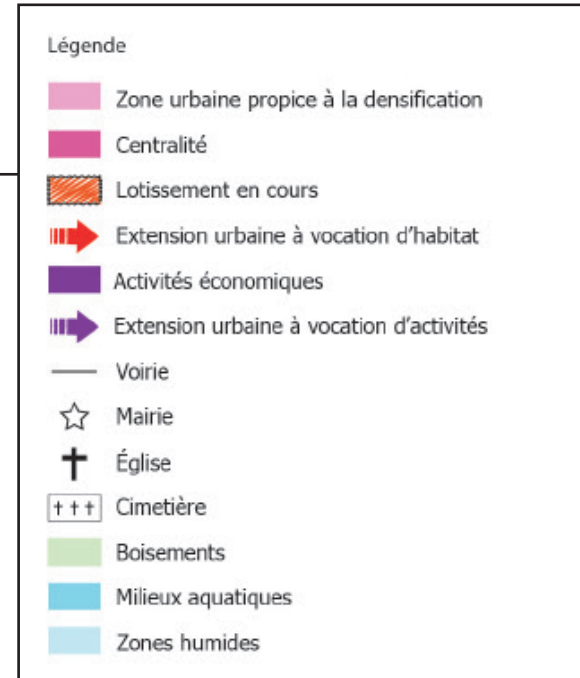 Légende
Zone urbaine propice à la densification
Centralité
Lotissement en cours
Extension urbaine à vocation d'habitat
Activités économiques
Extension urbaine à vocation d'activités
Voirie
Mairie
Église
Cimetière
Boisements
Milieux aquatiques
Zones humides